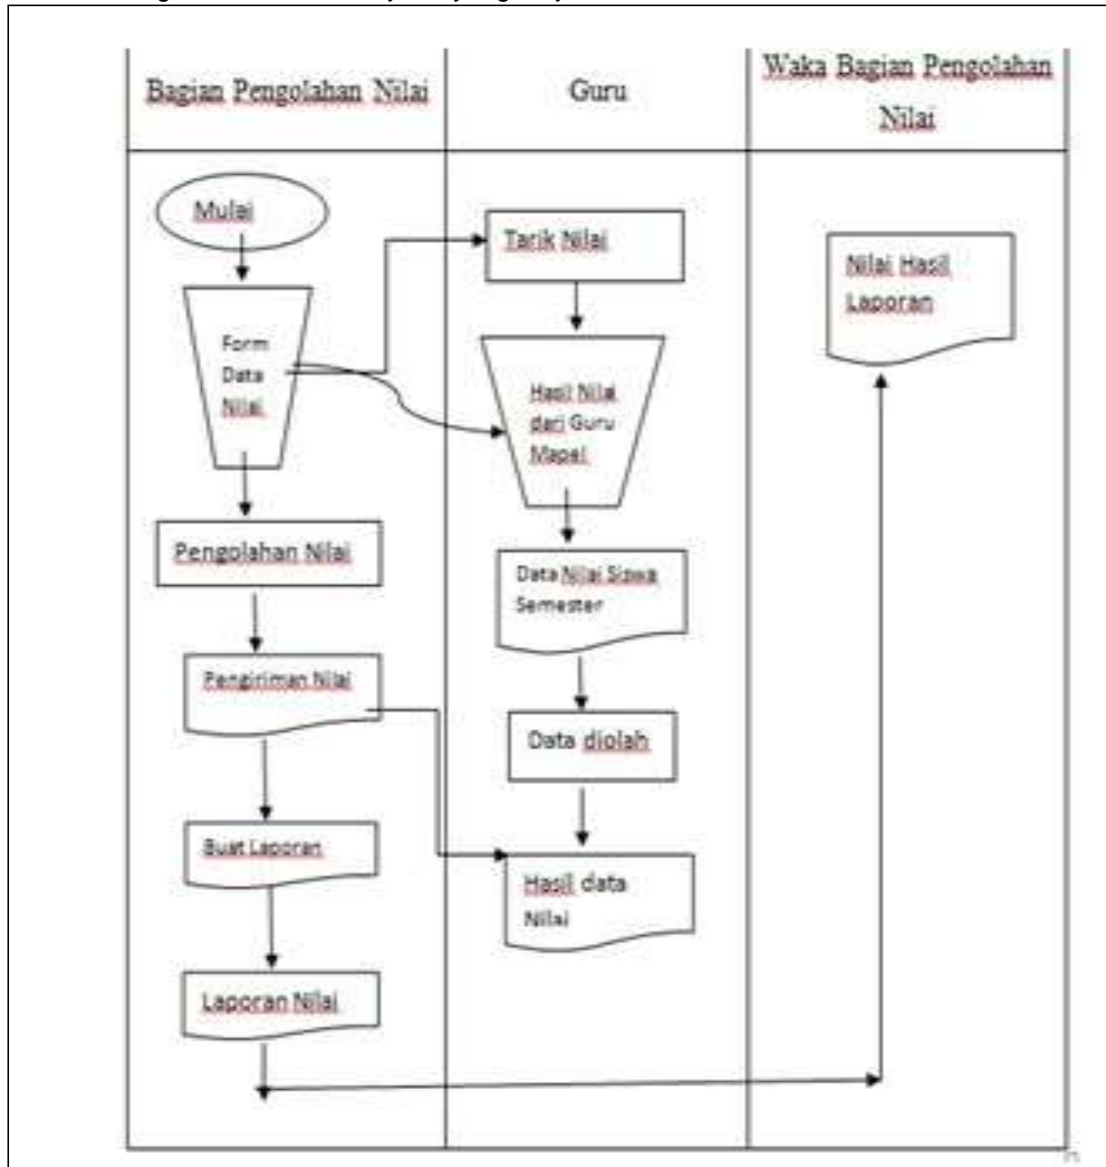 Bagian Pengolahan Nilai
Guru
Waka Bagian Pengolahan
Nilai
Mulai
Form
Data
Nilai
Pengolahan Nilai
Pengiriman Nilai
Buat Laporan
Laporan Nilai
Tarik Nilai
Hasil Nilai
dari Guru
Mapel
Data Nilai Siswa
Semester
Data diolah
Hasil data
Nilai
Nilai Hasil
Laporan